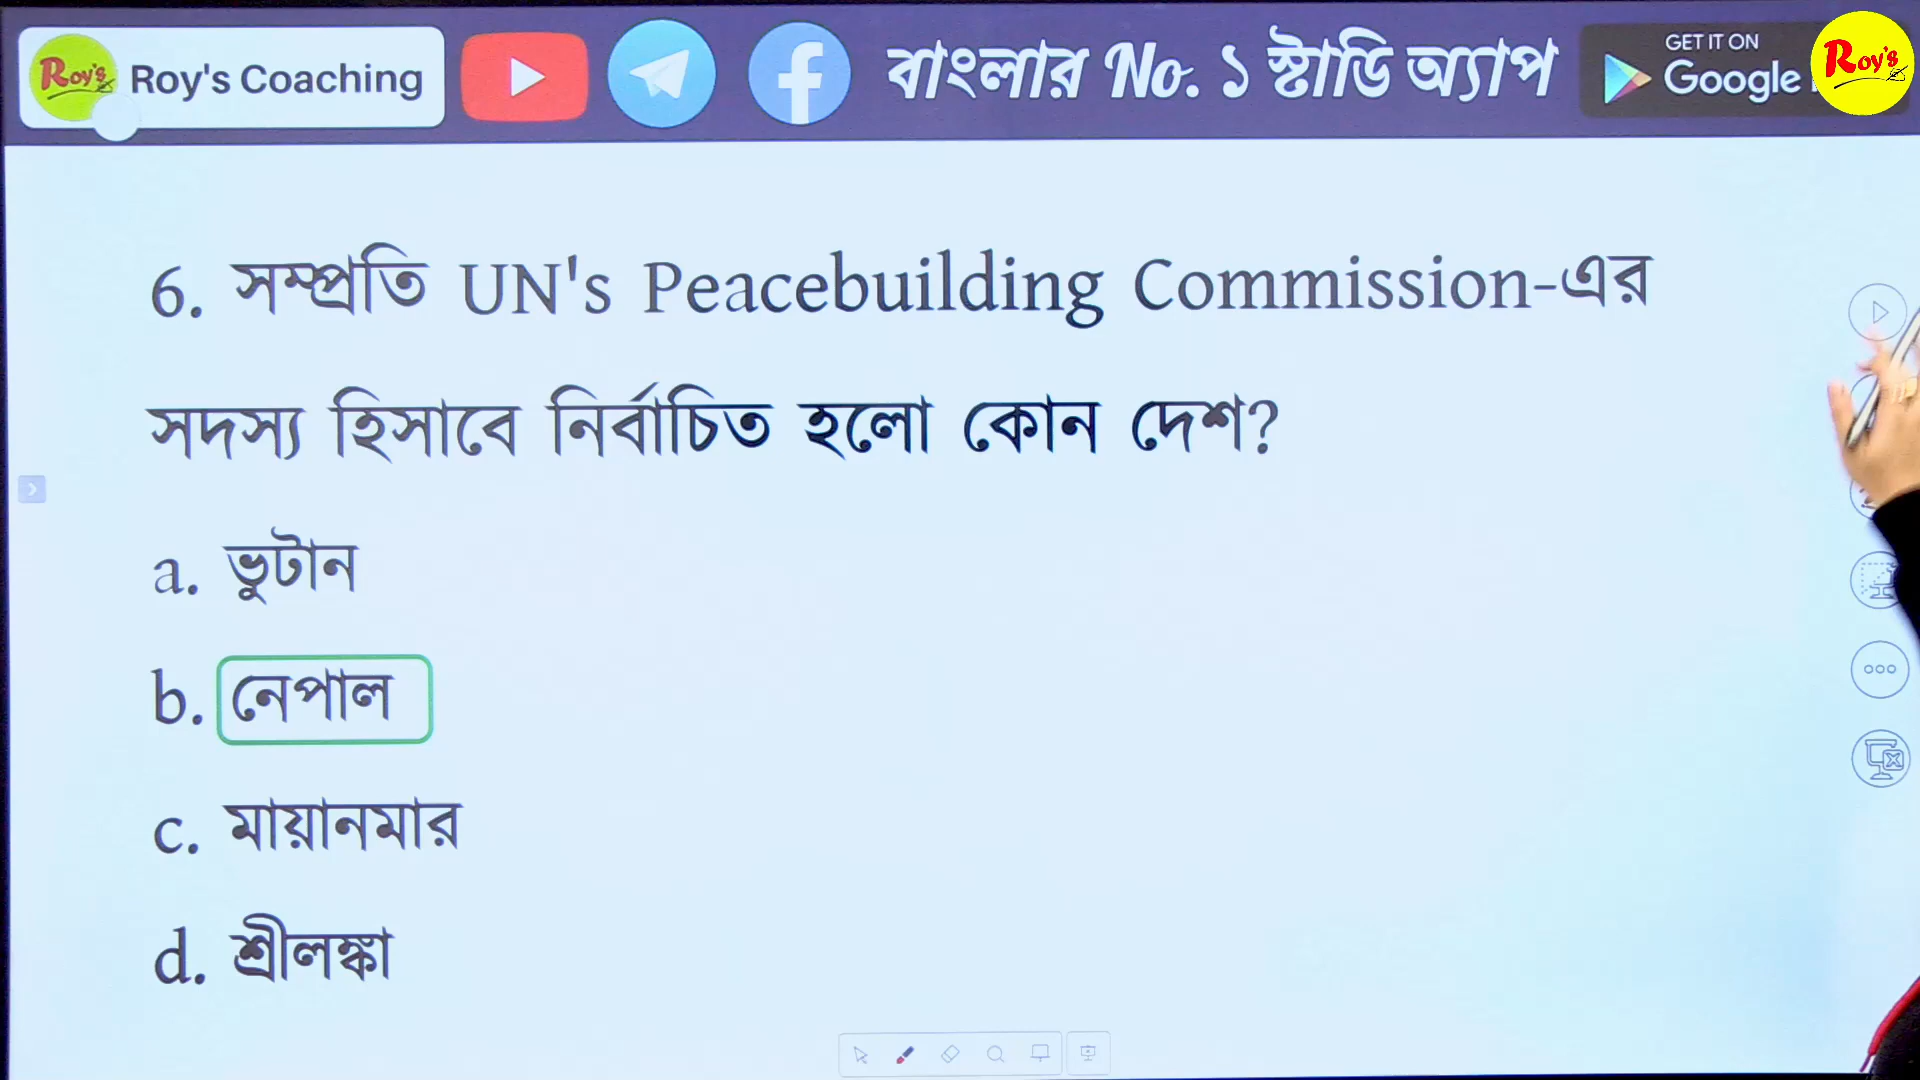 Roy's Roy's Coaching
বাংলার No. ১ স্টাডি অ্যাপ
GET IT ON
Google
Roy's
6. সম্প্রতি UN's Peacebuilding Commission-এর
সদস্য হিসাবে নির্বাচিত হলো কোন দেশ?
a. ভুটান
b. নেপাল
c. মায়ানমার
d. শ্রীলঙ্কা